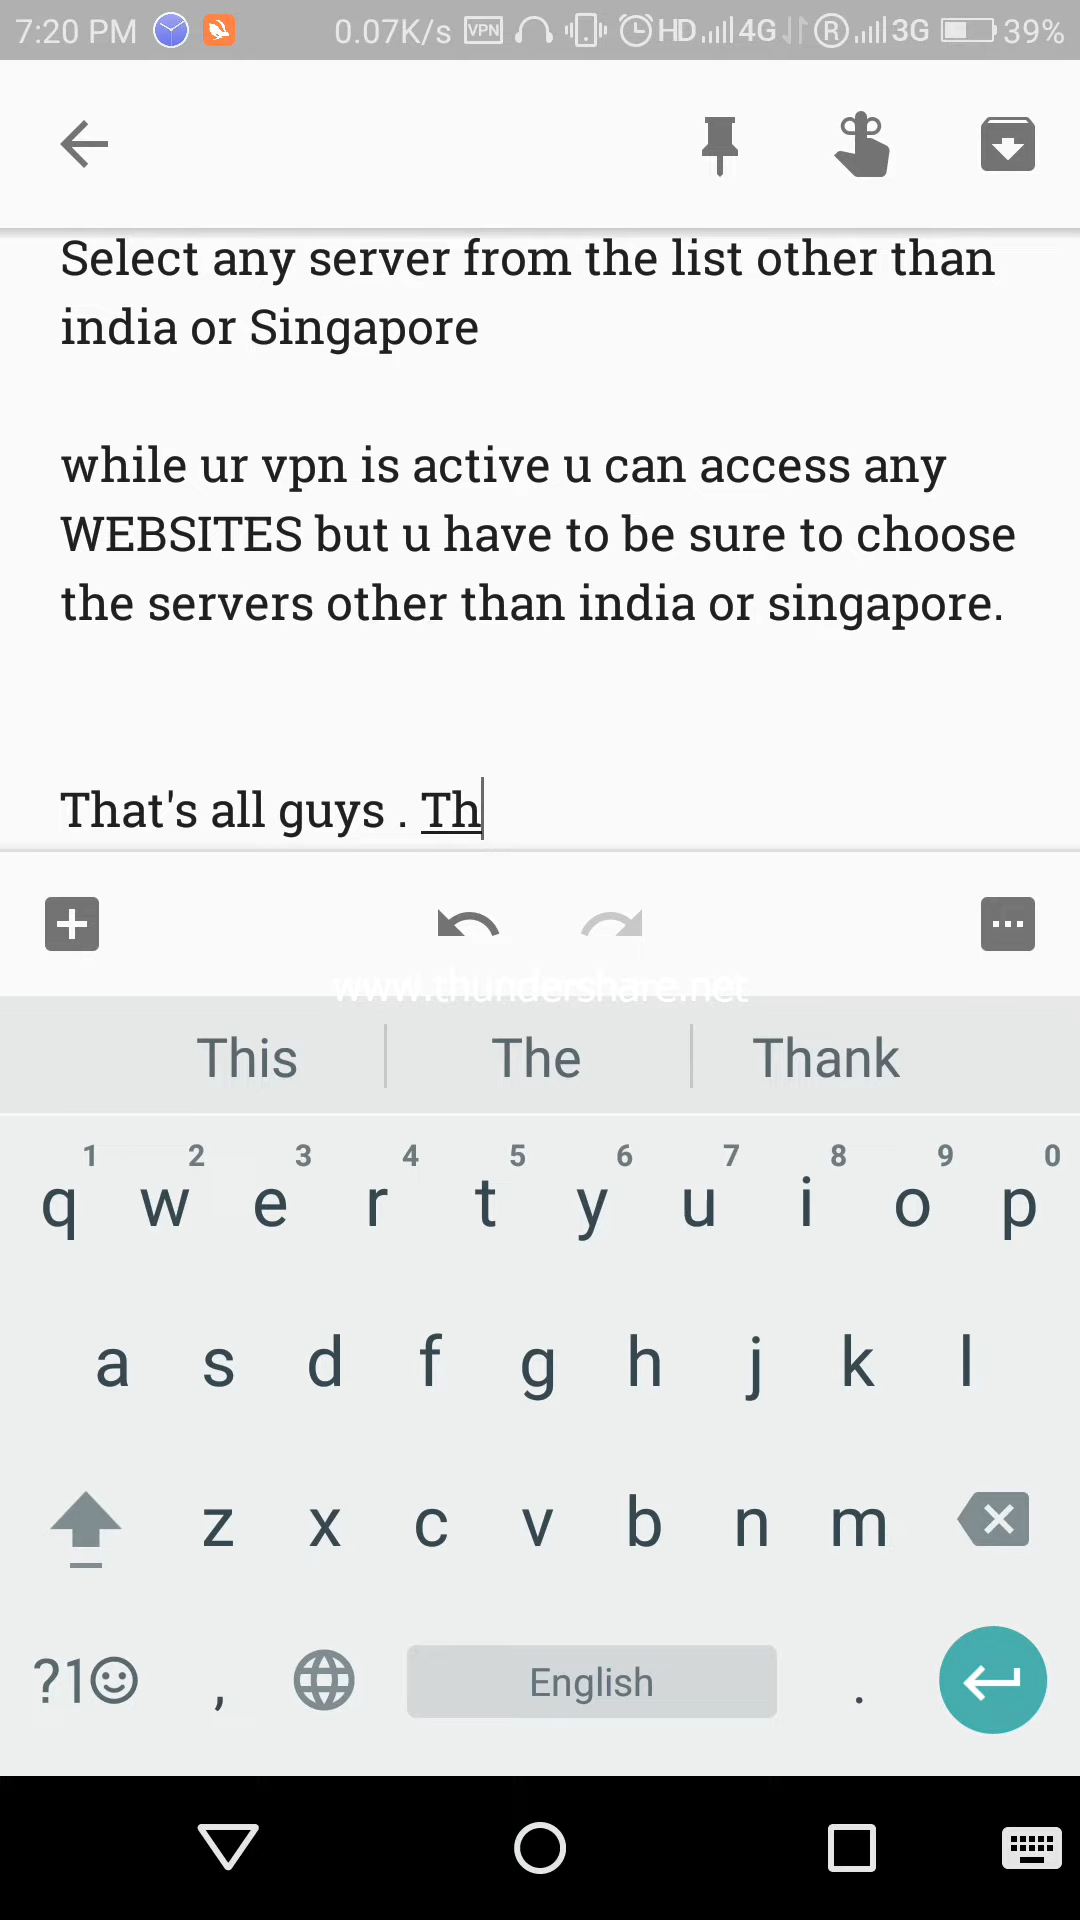 7:20 PM 0.07K/s VPN HD 4G R 3G 39%
Select any server from the list other than
india or Singapore
while ur vpn is active u can access any
WEBSITES but u have to be sure to choose
the servers other than india or singapore.
That's all guys . Th
www.thundershare.net
This The Thank
1 2 3 4 5 6 7 8 9 0
q w e r t y u i o p
a s d f g h j k l
z x c v b n m
?1☺ , English .